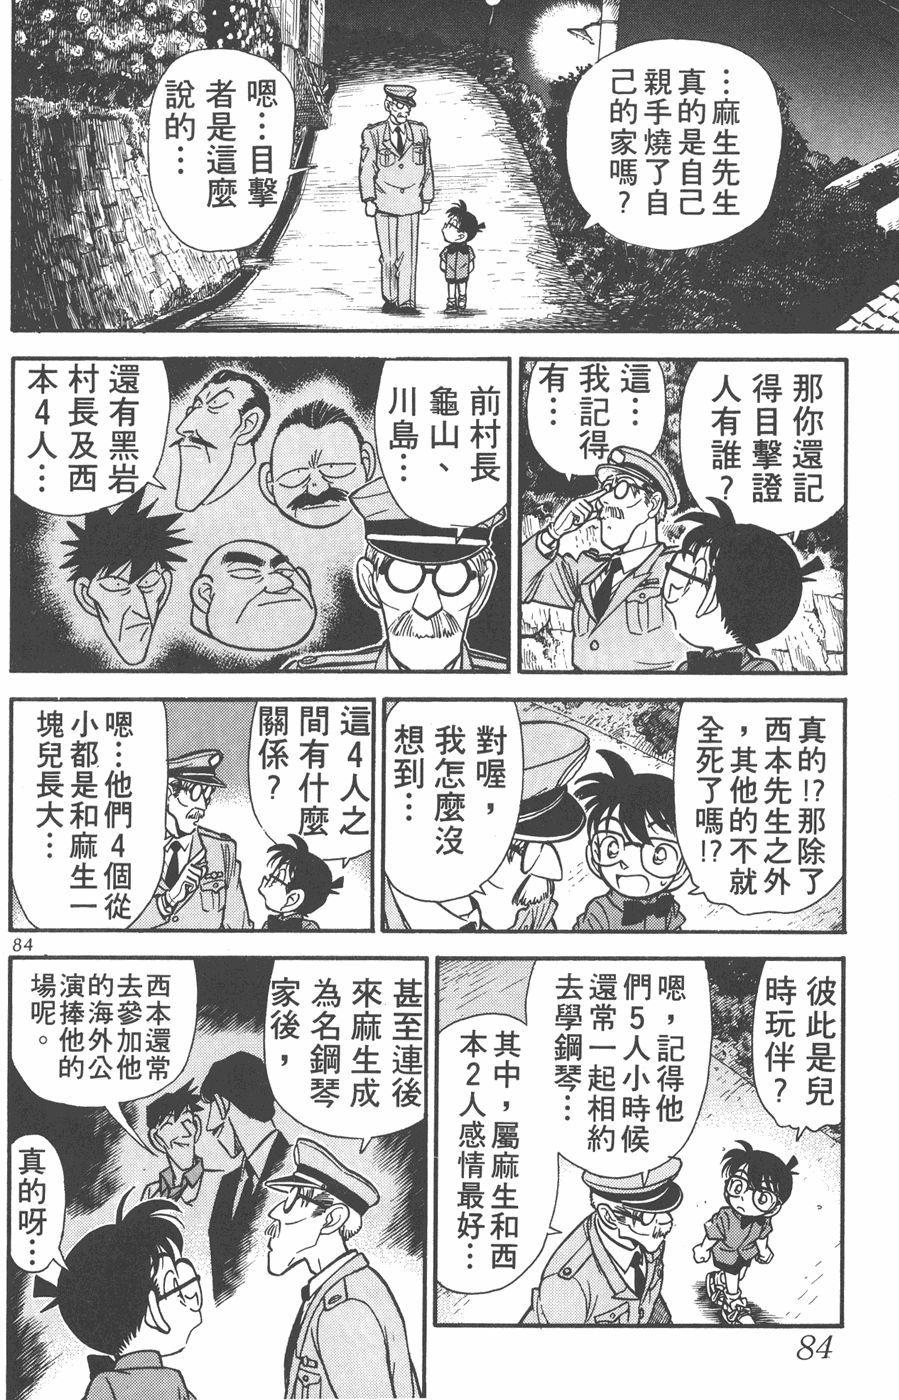 …麻生先生
真的是自己
親手燒了自
己的家嗎？
嗯…目擊
者是這麼
說的…
那你還記
得目擊證
人有誰？
這…
我記得
有…
前村長
龜山、
川島…
還有黑岩
村長及西
本4人…
真的!?那除了
西本先生之外
，其他的不就
全死了嗎!?
對喔，
我怎麼沒
想到…
這4人之
間有什麼
關係？
嗯…他們4個從
小都是和麻生一
塊兒長大…
84
彼此是兒
時玩伴？
嗯，記得他
們5人小時候
還常一起相約
去學鋼琴…
其中，屬麻生和西
本2人感情最好…
甚至連後
來麻生成
為名鋼琴
家後，
西本還常
去參加他
的海外公
演捧他的
場呢。
真的呀…
84